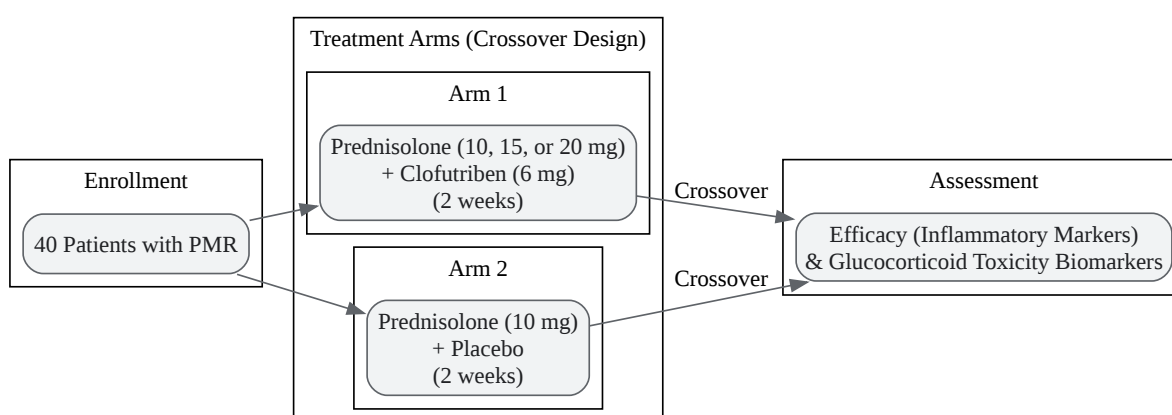 Treatment Arms (Crossover Design)
Arm 1
Prednisolone (10, 15, or 20 mg)
+ Clofutriben (6 mg)
(2 weeks)
Enrollment
40 Patients with PMR
Arm 2
Prednisolone (10 mg)
+ Placebo
(2 weeks)
Crossover
Crossover
Assessment
Efficacy (Inflammatory Markers)
& Glucocorticoid Toxicity Biomarkers